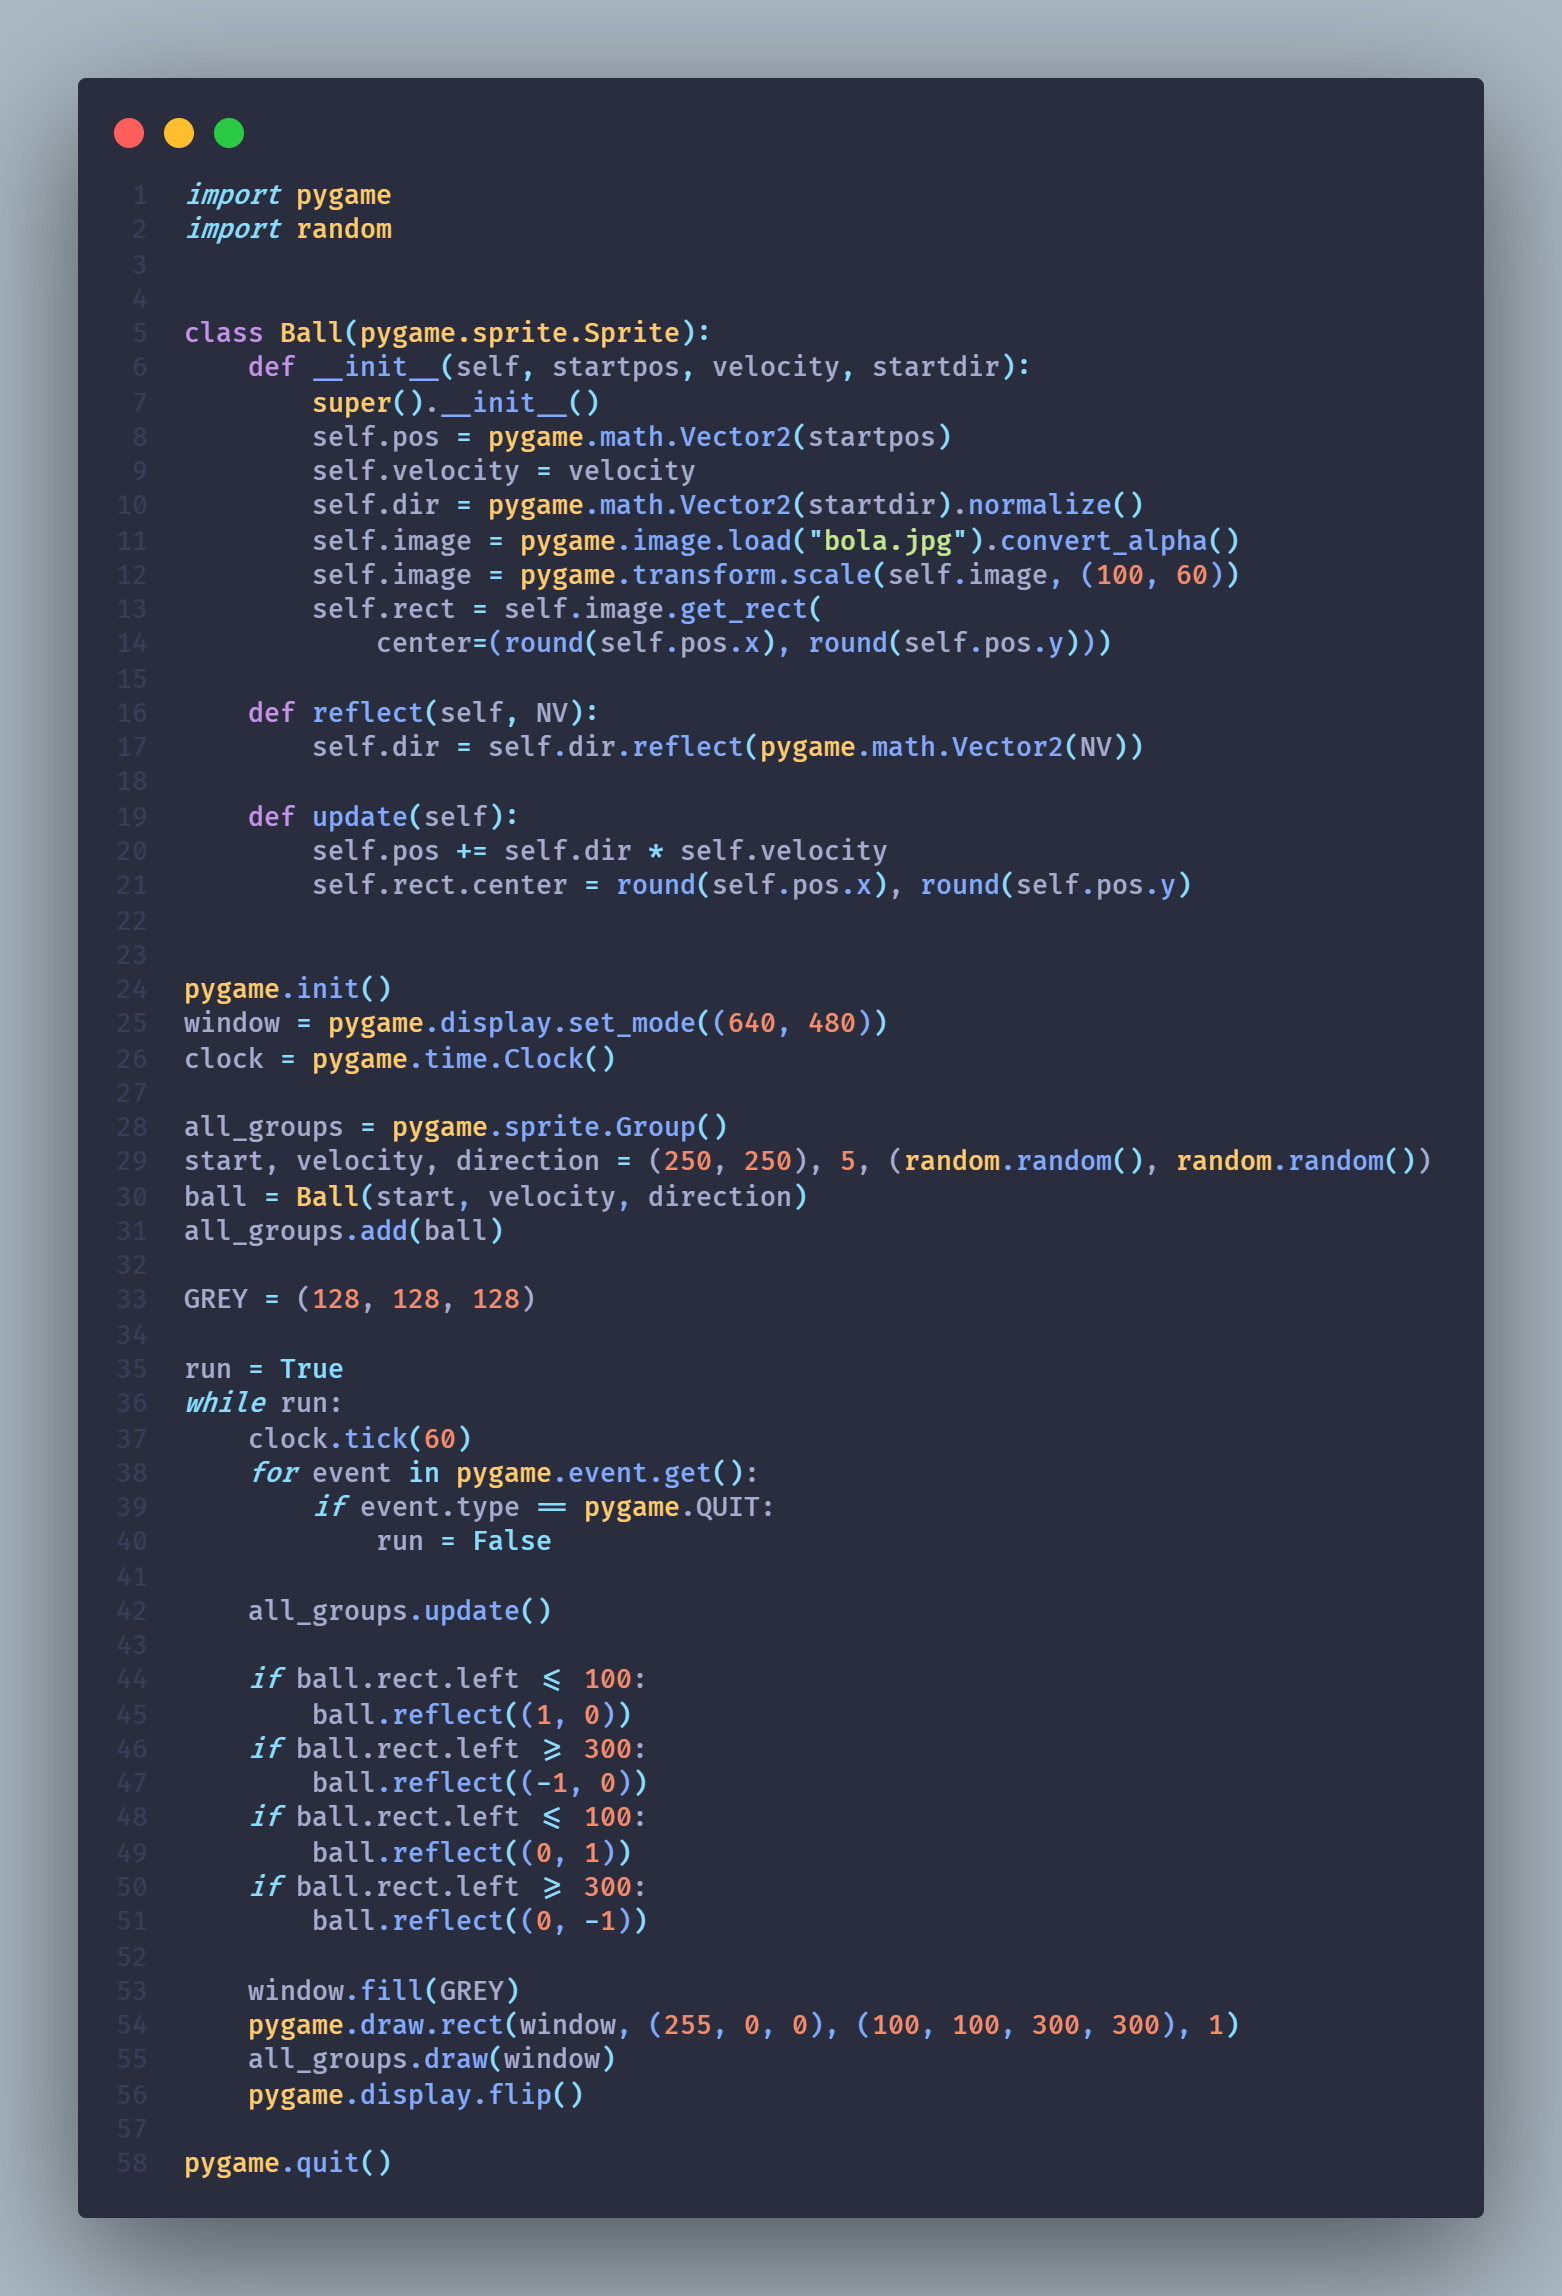 1 import pygame
2 import random
3
4
5 class Ball(pygame.sprite.Sprite):
6     def __init__(self, startpos, velocity, startdir):
7         super().__init__()
8         self.pos = pygame.math.Vector2(startpos)
9         self.velocity = velocity
10         self.dir = pygame.math.Vector2(startdir).normalize()
11         self.image = pygame.image.load("bola.jpg").convert_alpha()
12         self.image = pygame.transform.scale(self.image, (100, 60))
13         self.rect = self.image.get_rect(
14             center=(round(self.pos.x), round(self.pos.y)))
15
16     def reflect(self, NV):
17         self.dir = self.dir.reflect(pygame.math.Vector2(NV))
18
19     def update(self):
20         self.pos += self.dir * self.velocity
21         self.rect.center = round(self.pos.x), round(self.pos.y)
22
23
24 pygame.init()
25 window = pygame.display.set_mode((640, 480))
26 clock = pygame.time.Clock()
27
28 all_groups = pygame.sprite.Group()
29 start, velocity, direction = (250, 250), 5, (random.random(), random.random())
30 ball = Ball(start, velocity, direction)
31 all_groups.add(ball)
32
33 GREY = (128, 128, 128)
34
35 run = True
36 while run:
37     clock.tick(60)
38     for event in pygame.event.get():
39         if event.type == pygame.QUIT:
40             run = False
41
42     all_groups.update()
43
44     if ball.rect.left <= 100:
45         ball.reflect((1, 0))
46     if ball.rect.left >= 300:
47         ball.reflect((-1, 0))
48     if ball.rect.left <= 100:
49         ball.reflect((0, 1))
50     if ball.rect.left >= 300:
51         ball.reflect((0, -1))
52
53     window.fill(GREY)
54     pygame.draw.rect(window, (255, 0, 0), (100, 100, 300, 300), 1)
55     all_groups.draw(window)
56     pygame.display.flip()
57
58 pygame.quit()